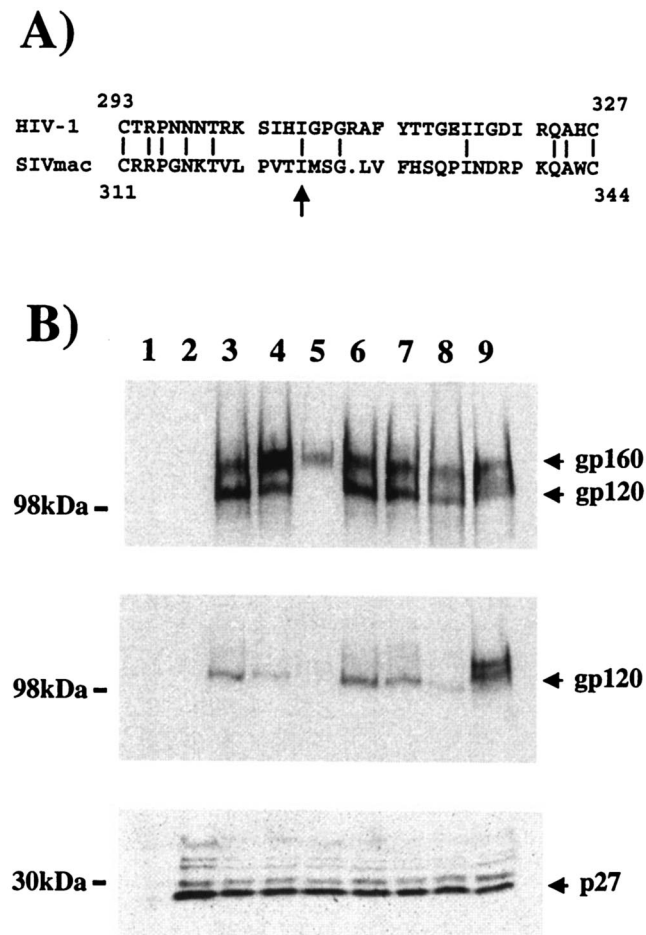 A)
293 327
HIV-1 CTRPNNNTRK SIHIGPGRAF YTTGEIIGDI RQAHC
SIVmac CRRPGNKTVL PVTIMSG.LV FHSQPINDRP KQAWC
311 344
B)
1 2 3 4 5 6 7 8 9
gp160
gp120
98kDa
gp120
98kDa
30kDa
p27